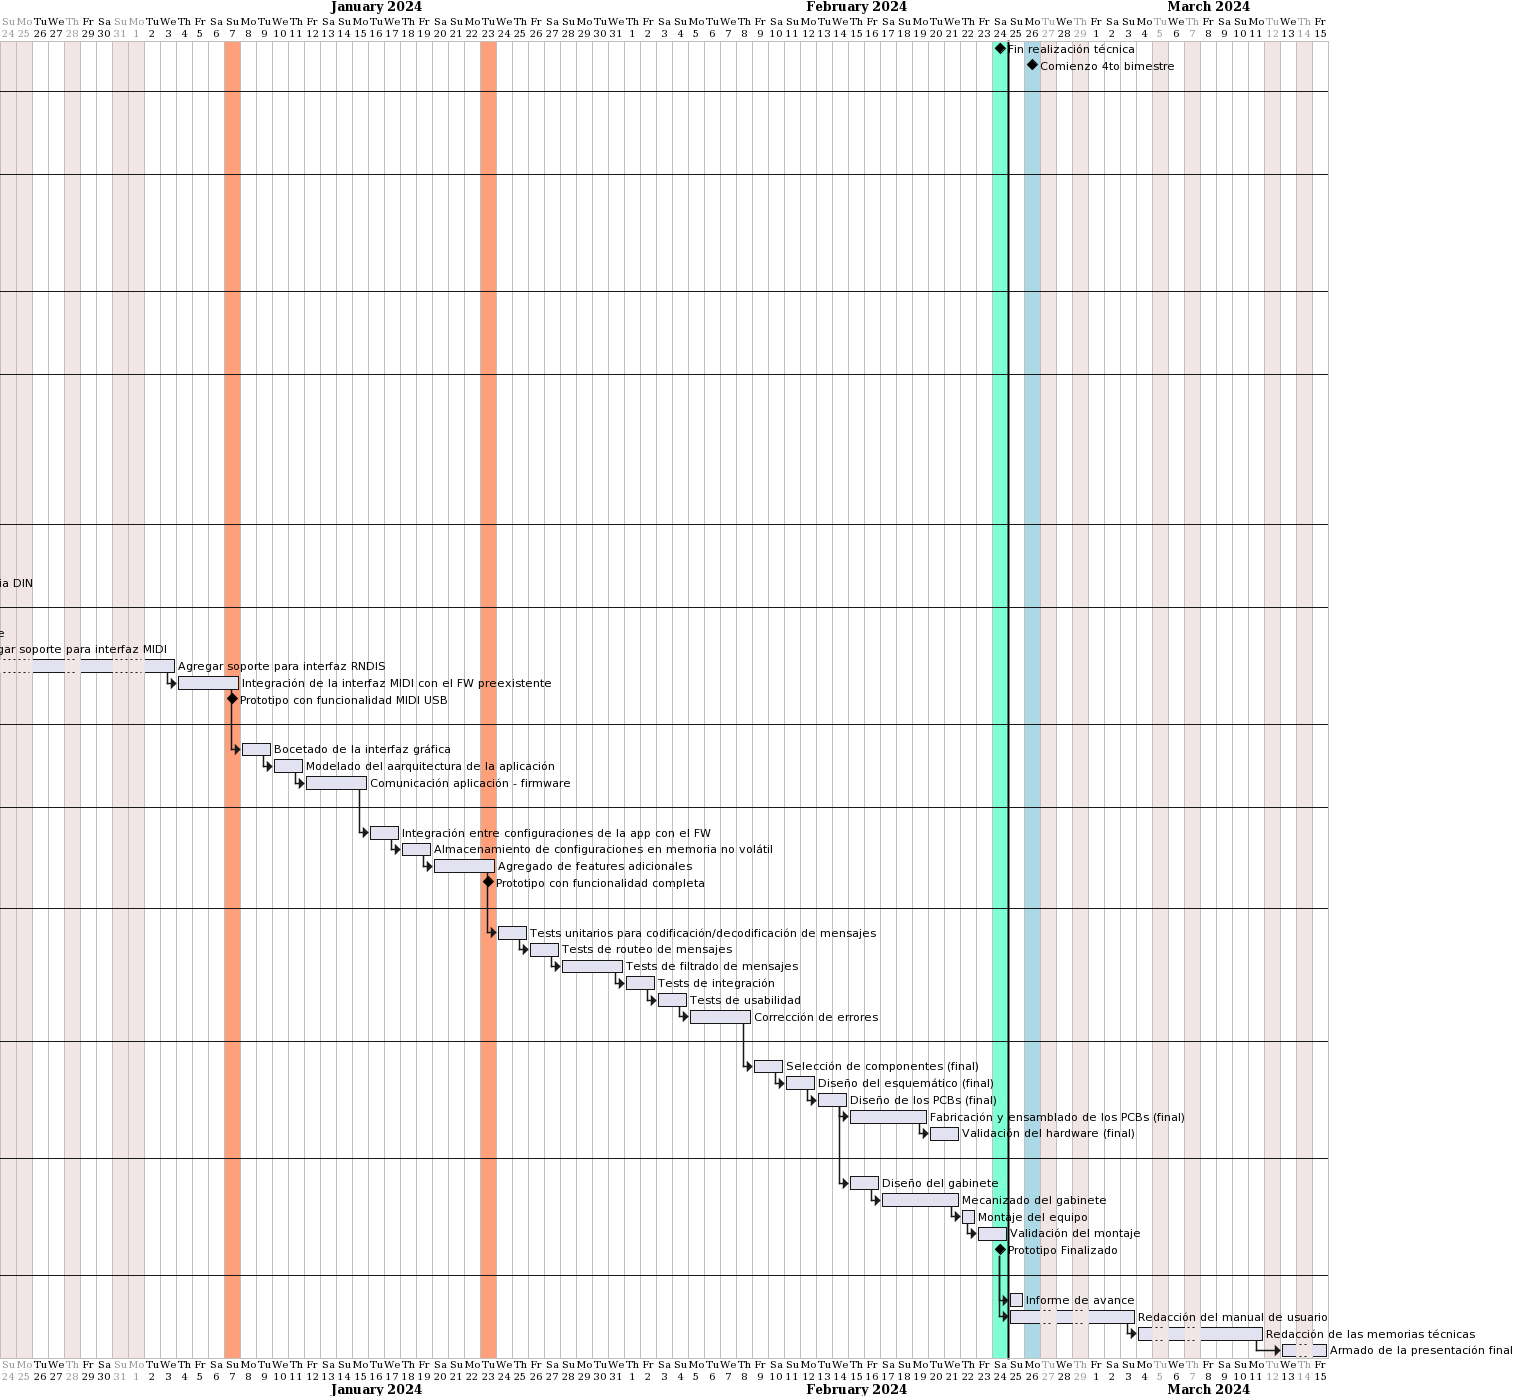 January 2024 February 2024 March 2024
Su Mo Tu We Th Fr Sa Su Mo Tu We Th Fr Sa Su Mo Tu We Th Fr Sa Su Mo Tu We Th Fr Sa Su Mo Tu We Th Fr Sa Su Mo Tu We Th Fr Sa Su Mo Tu We Th Fr Sa Su Mo Tu We Th Fr Sa Su Mo Tu We Th Fr Sa Su Mo Tu We Th Fr Sa Su Mo Tu We Th Fr Sa Su Mo Tu We Th Fr
24 25 26 27 28 29 30 31 1 2 3 4 5 6 7 8 9 10 11 12 13 14 15 16 17 18 19 20 21 22 23 24 25 26 27 28 29 30 31 1 2 3 4 5 6 7 8 9 10 11 12 13 14 15 16 17 18 19 20 21 22 23 24 25 26 27 28 29 1 2 3 4 5 6 7 8 9 10 11 12 13 14 15
Fin realización técnica
Comienzo 4to bimestre
ia DIN
e
gar soporte para interfaz MIDI
Agregar soporte para interfaz RNDIS
Integración de la interfaz MIDI con el FW preexistente
Prototipo con funcionalidad MIDI USB
Bocetado de la interfaz gráfica
Modelado del aarquitectura de la aplicación
Comunicación aplicación - firmware
Integración entre configuraciones de la app con el FW
Almacenamiento de configuraciones en memoria no volátil
Agregado de features adicionales
Prototipo con funcionalidad completa
Tests unitarios para codificación/decodificación de mensajes
Tests de routeo de mensajes
Tests de filtrado de mensajes
Tests de integración
Tests de usabilidad
Corrección de errores
Selección de componentes (final)
Diseño del esquemático (final)
Diseño de los PCBs (final)
Fabricación y ensamblado de los PCBs (final)
Validación del hardware (final)
Diseño del gabinete
Mecanizado del gabinete
Montaje del equipo
Validación del montaje
Prototipo Finalizado
Informe de avance
Redacción del manual de usuario
Redacción de las memorias técnicas
Armado de la presentación final
Su Mo Tu We Th Fr Sa Su Mo Tu We Th Fr Sa Su Mo Tu We Th Fr Sa Su Mo Tu We Th Fr Sa Su Mo Tu We Th Fr Sa Su Mo Tu We Th Fr Sa Su Mo Tu We Th Fr Sa Su Mo Tu We Th Fr Sa Su Mo Tu We Th Fr Sa Su Mo Tu We Th Fr Sa Su Mo Tu We Th Fr Sa Su Mo Tu We Th Fr
24 25 26 27 28 29 30 31 1 2 3 4 5 6 7 8 9 10 11 12 13 14 15 16 17 18 19 20 21 22 23 24 25 26 27 28 29 30 31 1 2 3 4 5 6 7 8 9 10 11 12 13 14 15 16 17 18 19 20 21 22 23 24 25 26 27 28 29 1 2 3 4 5 6 7 8 9 10 11 12 13 14 15
January 2024 February 2024 March 2024